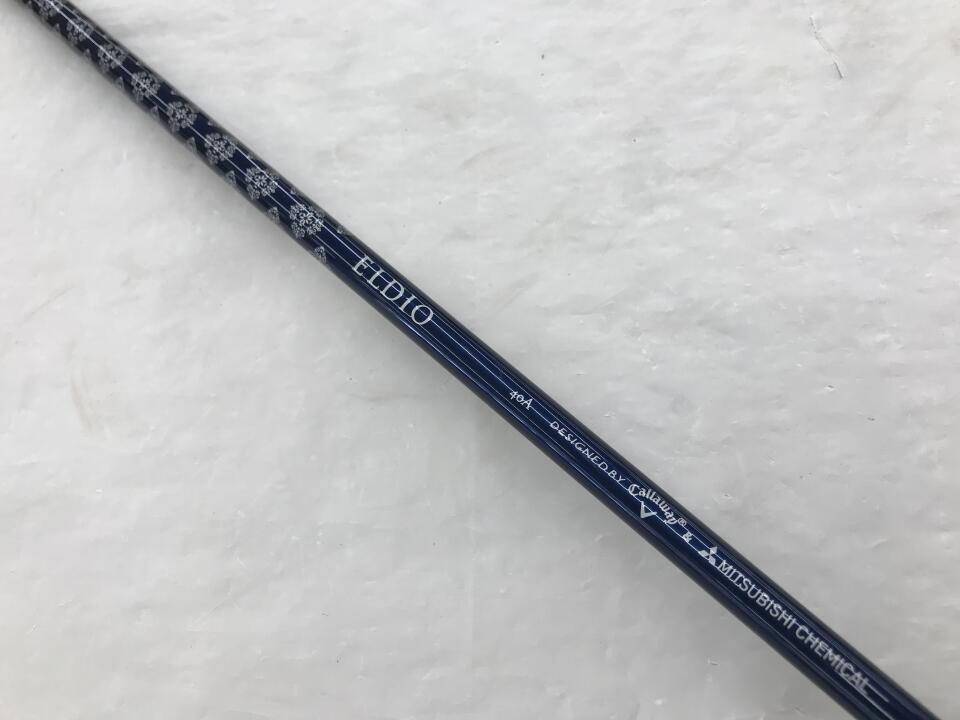 ELDIO 40A DESIGNED BY Callaway® & MITSUBISHI CHEMICAL